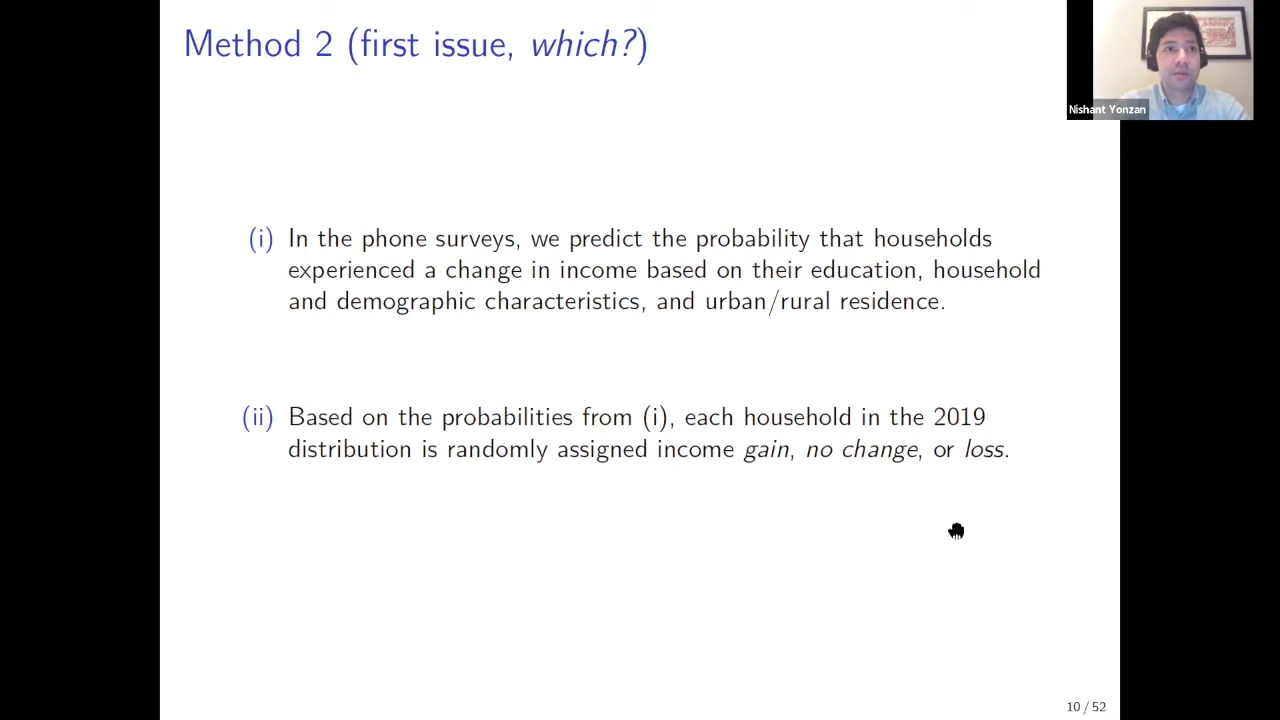 Method 2 (first issue, which?)
Nishant Yonzan
(i) In the phone surveys, we predict the probability that households
experienced a change in income based on their education, household
and demographic characteristics, and urban/rural residence.
(ii) Based on the probabilities from (i), each household in the 2019
distribution is randomly assigned income gain, no change, or loss.
10 / 52